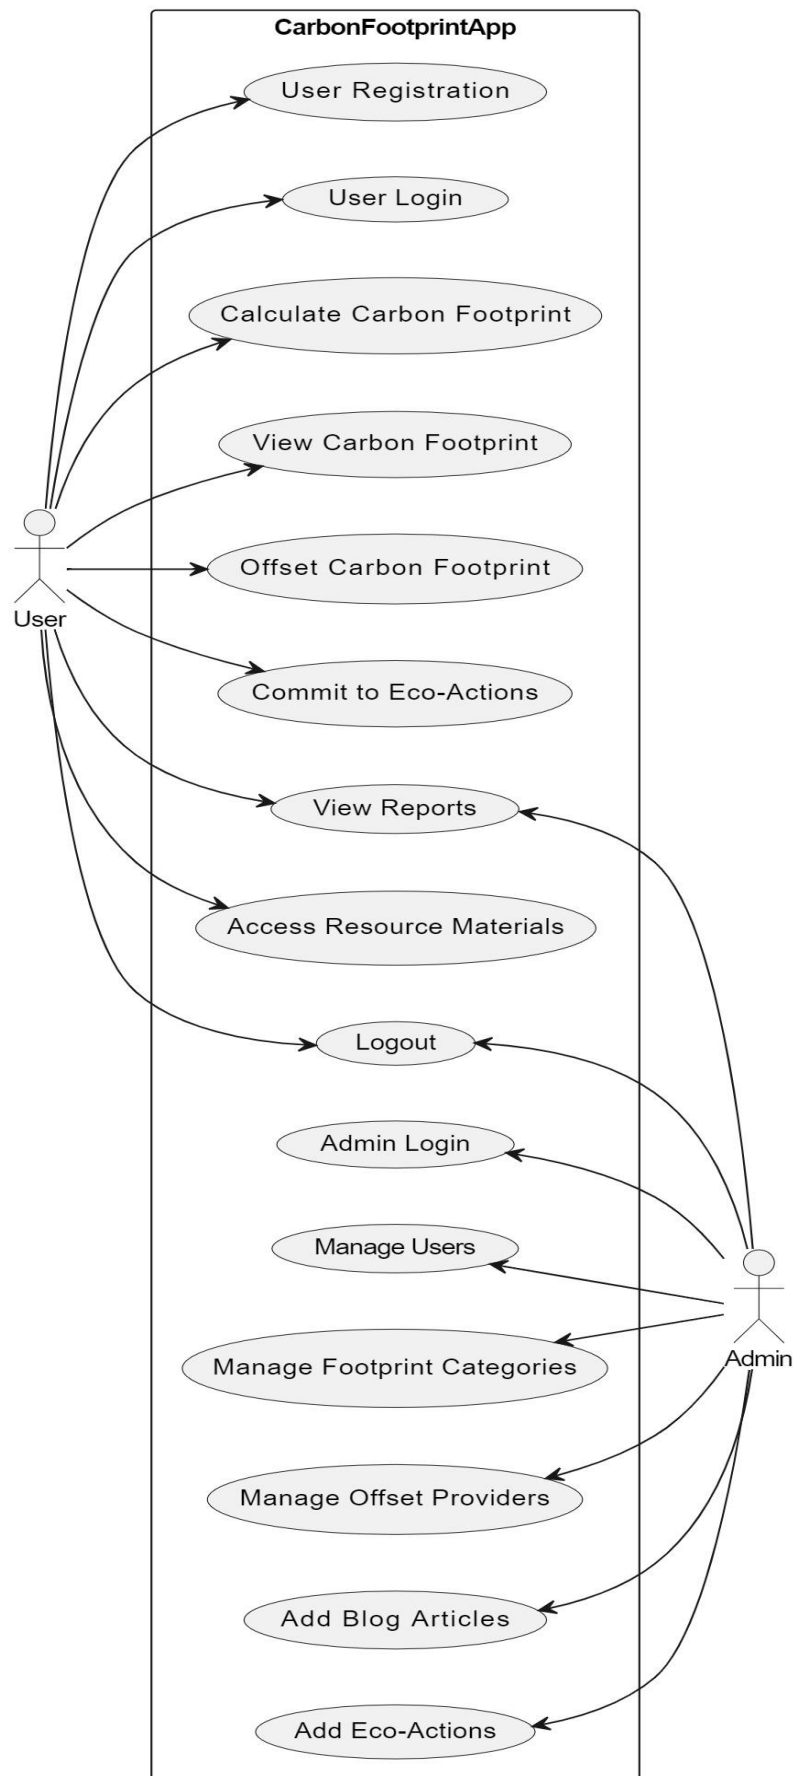 CarbonFootprintApp
User Registration
User Login
Calculate Carbon Footprint
View Carbon Footprint
Offset Carbon Footprint
User
Commit to Eco-Actions
View Reports
Access Resource Materials
Logout
Admin Login
Manage Users
Manage Footprint Categories
Admin
Manage Offset Providers
Add Blog Articles
Add Eco-Actions